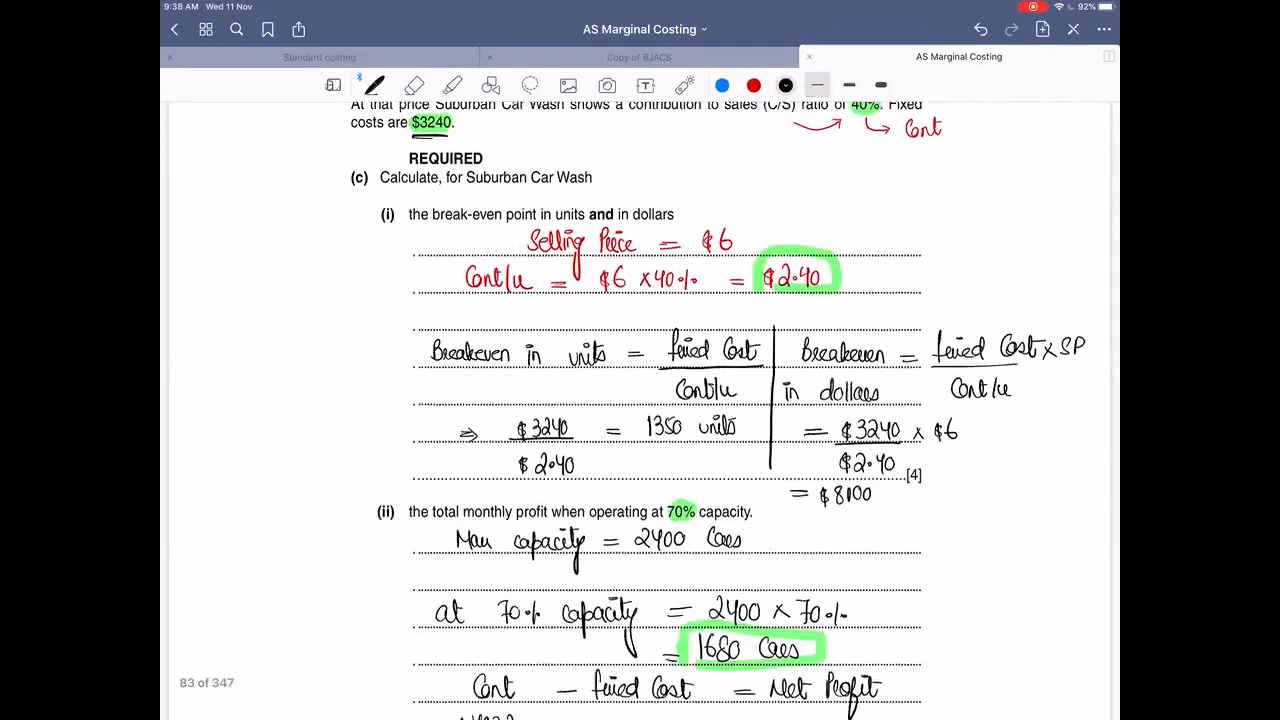 9:38 AM Wed 11 Nov
92%
AS Marginal Costing
Standard costing
Copy of BJACS
AS Marginal Costing
At that price Suburban Car Wash shows a contribution to sales (C/S) ratio of 40%. Fixed
costs are $3240.
Cont
REQUIRED
(c) Calculate, for Suburban Car Wash
(i) the break-even point in units and in dollars
Selling Price = $6
Cont/u = $6 × 40% = $2.40
Breakeven in units = fixed Cost
Cont/u
Breakeven in dollars = fixed Cost × SP
Cont/u
⇒ $3240 = 1350 units
$2.40
= $3240 × $6
$2.40
[4]
= $8100
(ii) the total monthly profit when operating at 70% capacity.
Max capacity = 2400 Cars
at 70% capacity = 2400 × 70%
= 1680 Cars
83 of 347
Cont – fixed Cost = Net Profit